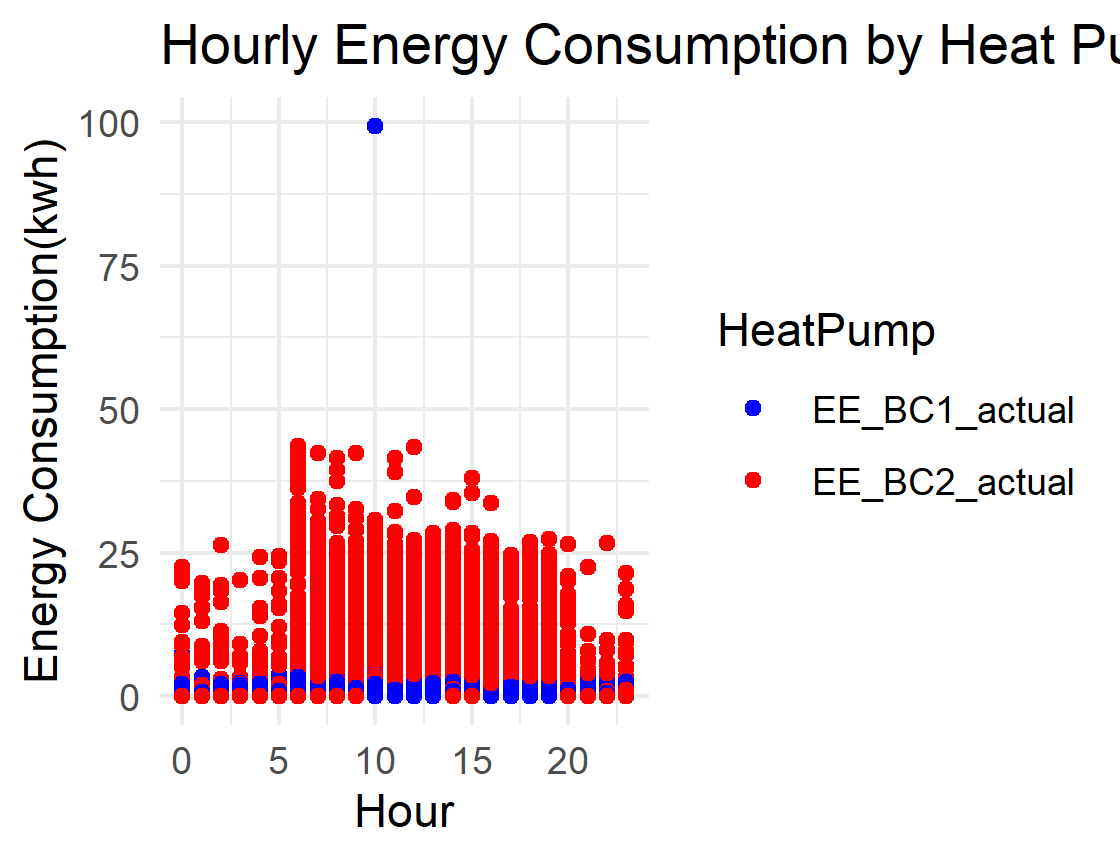 Hourly Energy Consumption by Heat Pu
Energy Consumption(kwh)
100
75
50
25
0
0 5 10 15 20
Hour
HeatPump
EE_BC1_actual
EE_BC2_actual